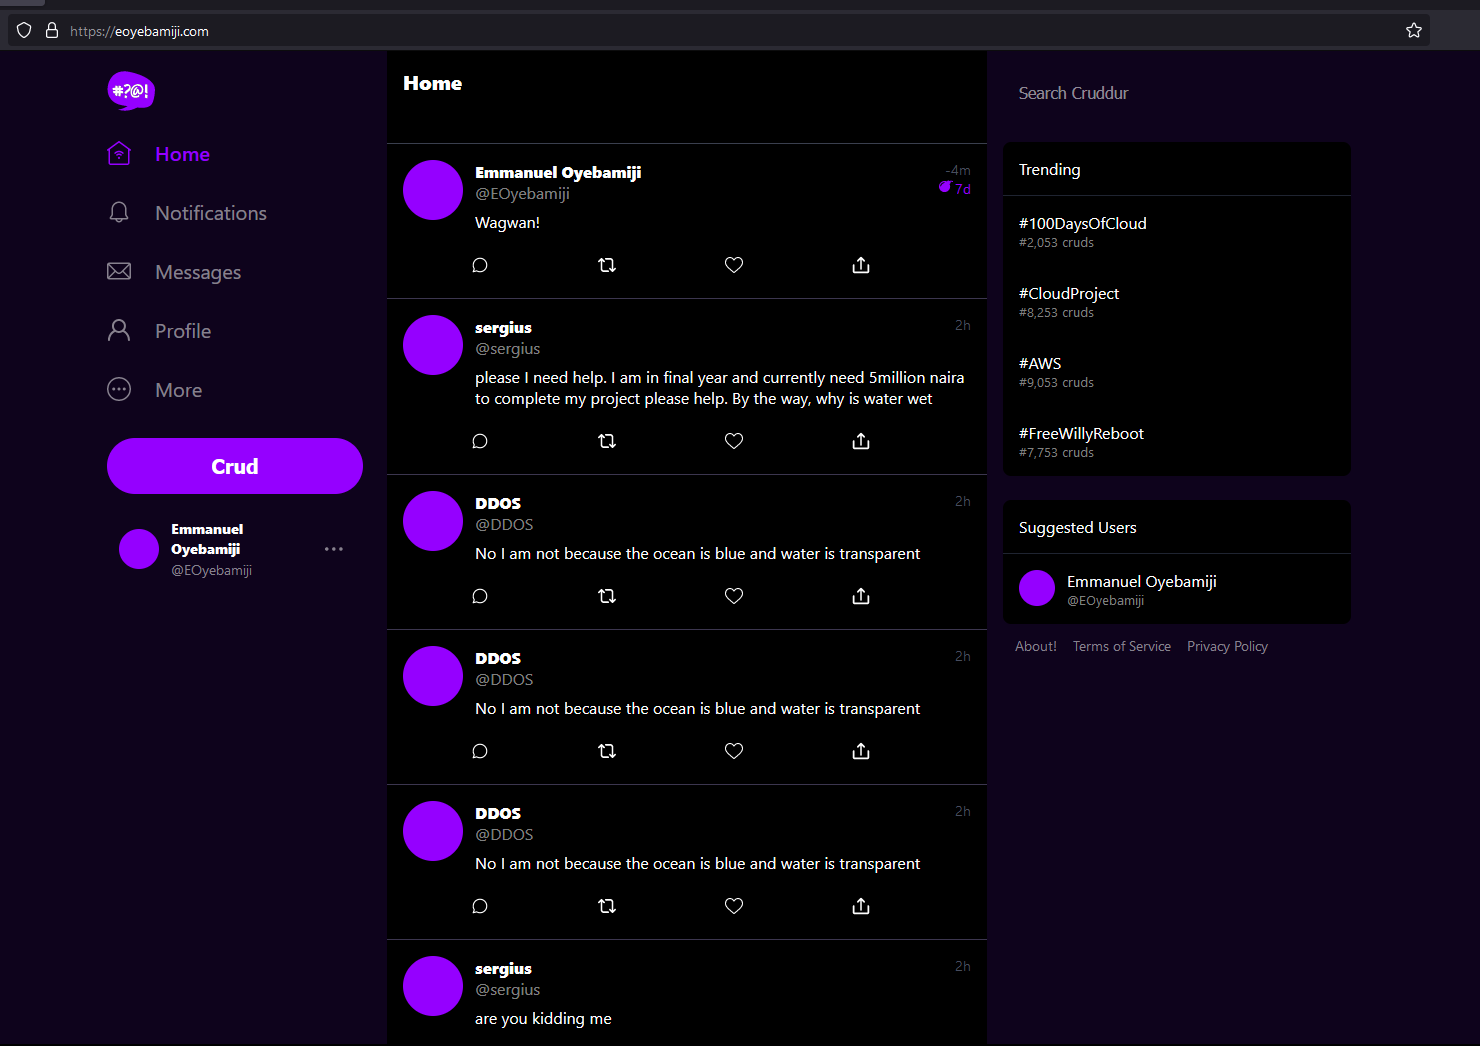 https://eoyebamiji.com
#?@!
Home
Notifications
Messages
Profile
More
Crud
Emmanuel
Oyebamiji
@EOyebamiji
Home
Emmanuel Oyebamiji
-4m
@EOyebamiji
7d
Wagwan!
sergius
2h
@sergius
please I need help. I am in final year and currently need 5million naira
to complete my project please help. By the way, why is water wet
DDOS
2h
@DDOS
No I am not because the ocean is blue and water is transparent
DDOS
2h
@DDOS
No I am not because the ocean is blue and water is transparent
DDOS
2h
@DDOS
No I am not because the ocean is blue and water is transparent
sergius
2h
@sergius
are you kidding me
Search Cruddur
Trending
#100DaysOfCloud
#2,053 cruds
#CloudProject
#8,253 cruds
#AWS
#9,053 cruds
#FreeWillyReboot
#7,753 cruds
Suggested Users
Emmanuel Oyebamiji
@EOyebamiji
About! Terms of Service Privacy Policy